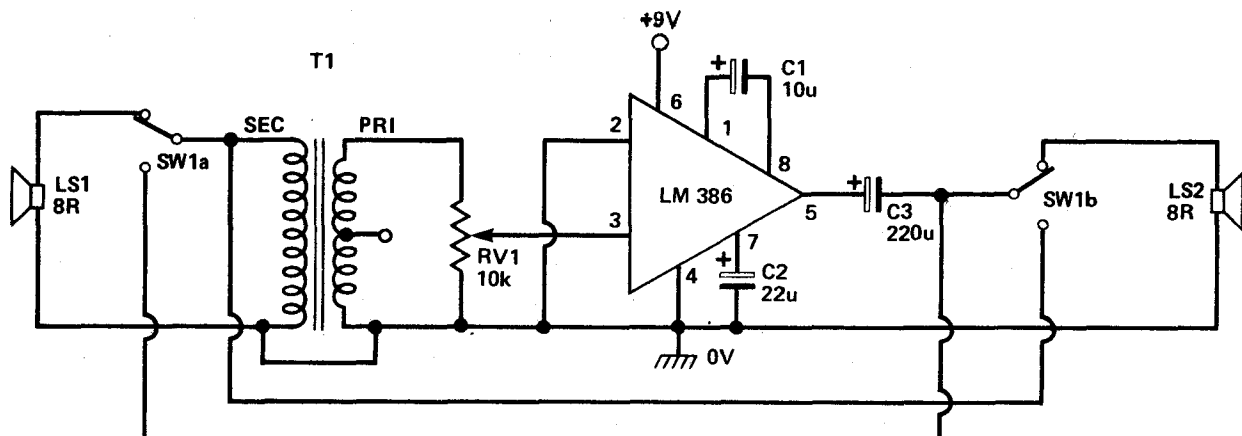 +9V
T1
C1
10u
6
1
8
SEC
PRI
2
SW1a
LS1
8R
LM 386
3
RV1
10k
5
C3
220u
SW1b
LS2
8R
7
C2
22u
4
0V
+
+
+